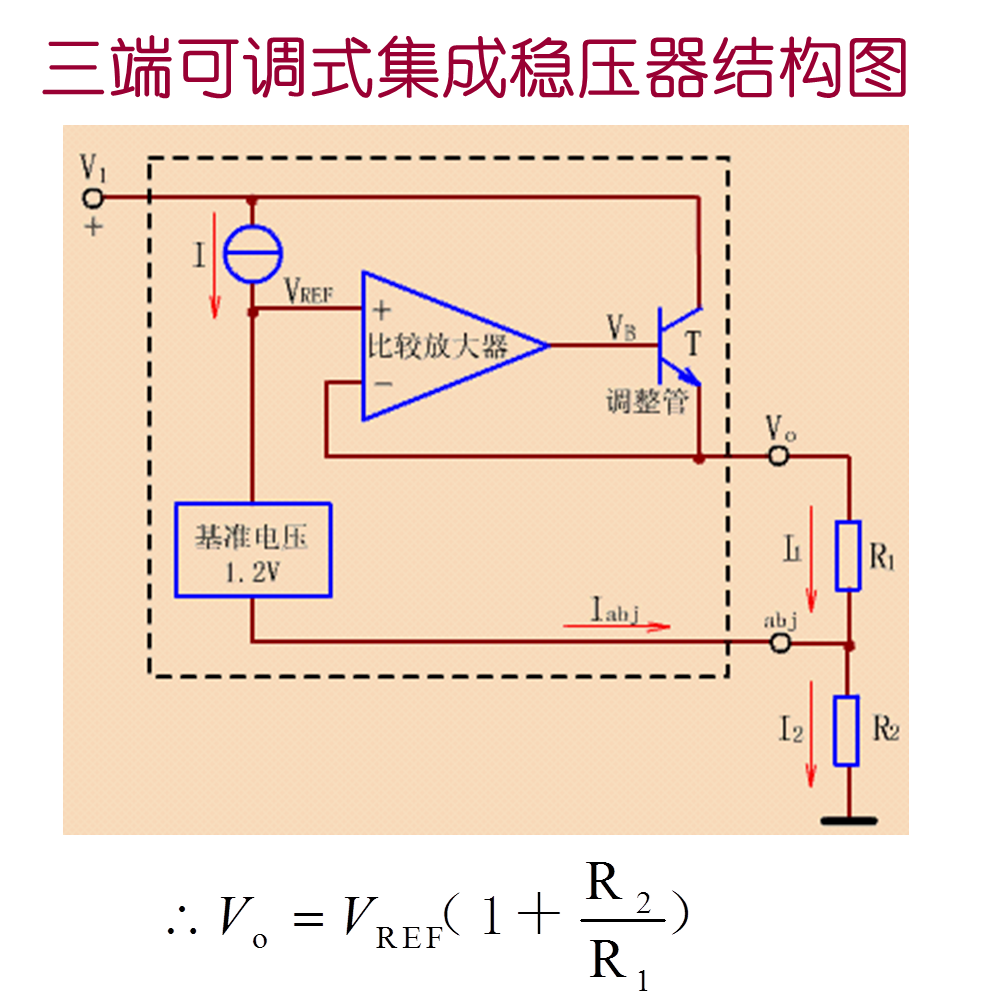 三端可调式集成稳压器结构图
V1
+
I
VREF
+
比较放大器
−
VB
T
调整管
Vo
基准电压
1.2V
I1
R1
Iabj
abj
I2
R2
∴ Vo = VREF(1+R2/R1)